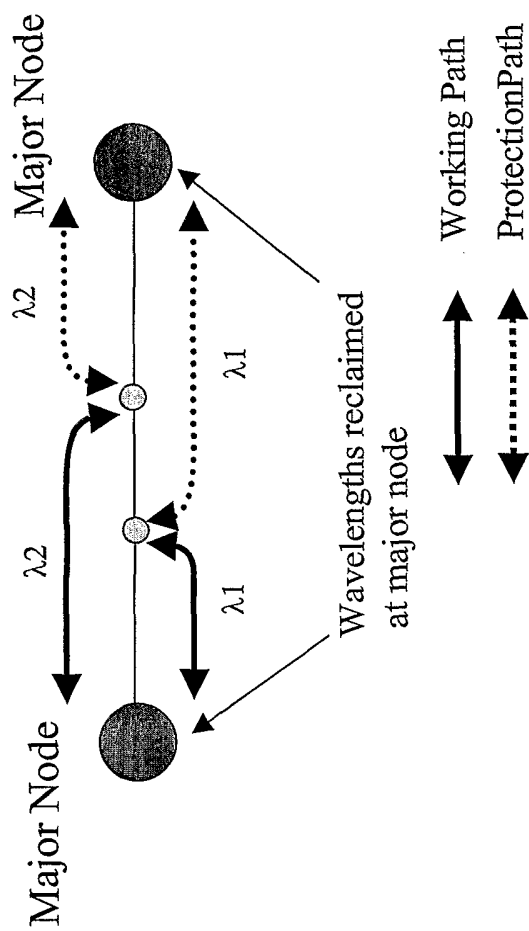 Major Node
Major Node
λ2
λ2
λ1
λ1
Wavelengths reclaimed
at major node
Working Path
ProtectionPath